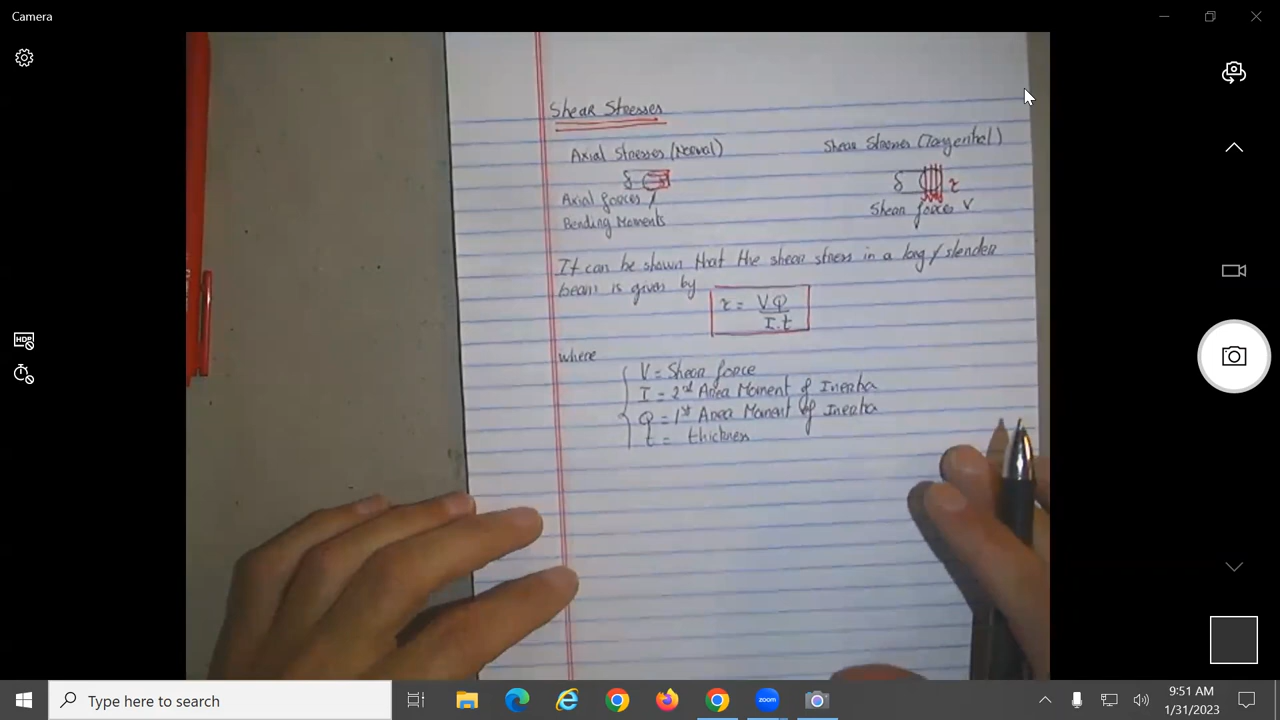 Camera
Shear Stresses
Axial Stresses (Normal)
Shear Stresses (Tangential)
τ
Axial forces /
Bending Moments
Shear forces V
It can be shown that the shear stress in a long / slender
beam is given by
τ = VQ
I.t
where
V = Shear force
I = 2nd Area Moment of Inertia
Q = 1st Area Moment of Inertia
t = thickness
Type here to search
zoom
9:51 AM
1/31/2023